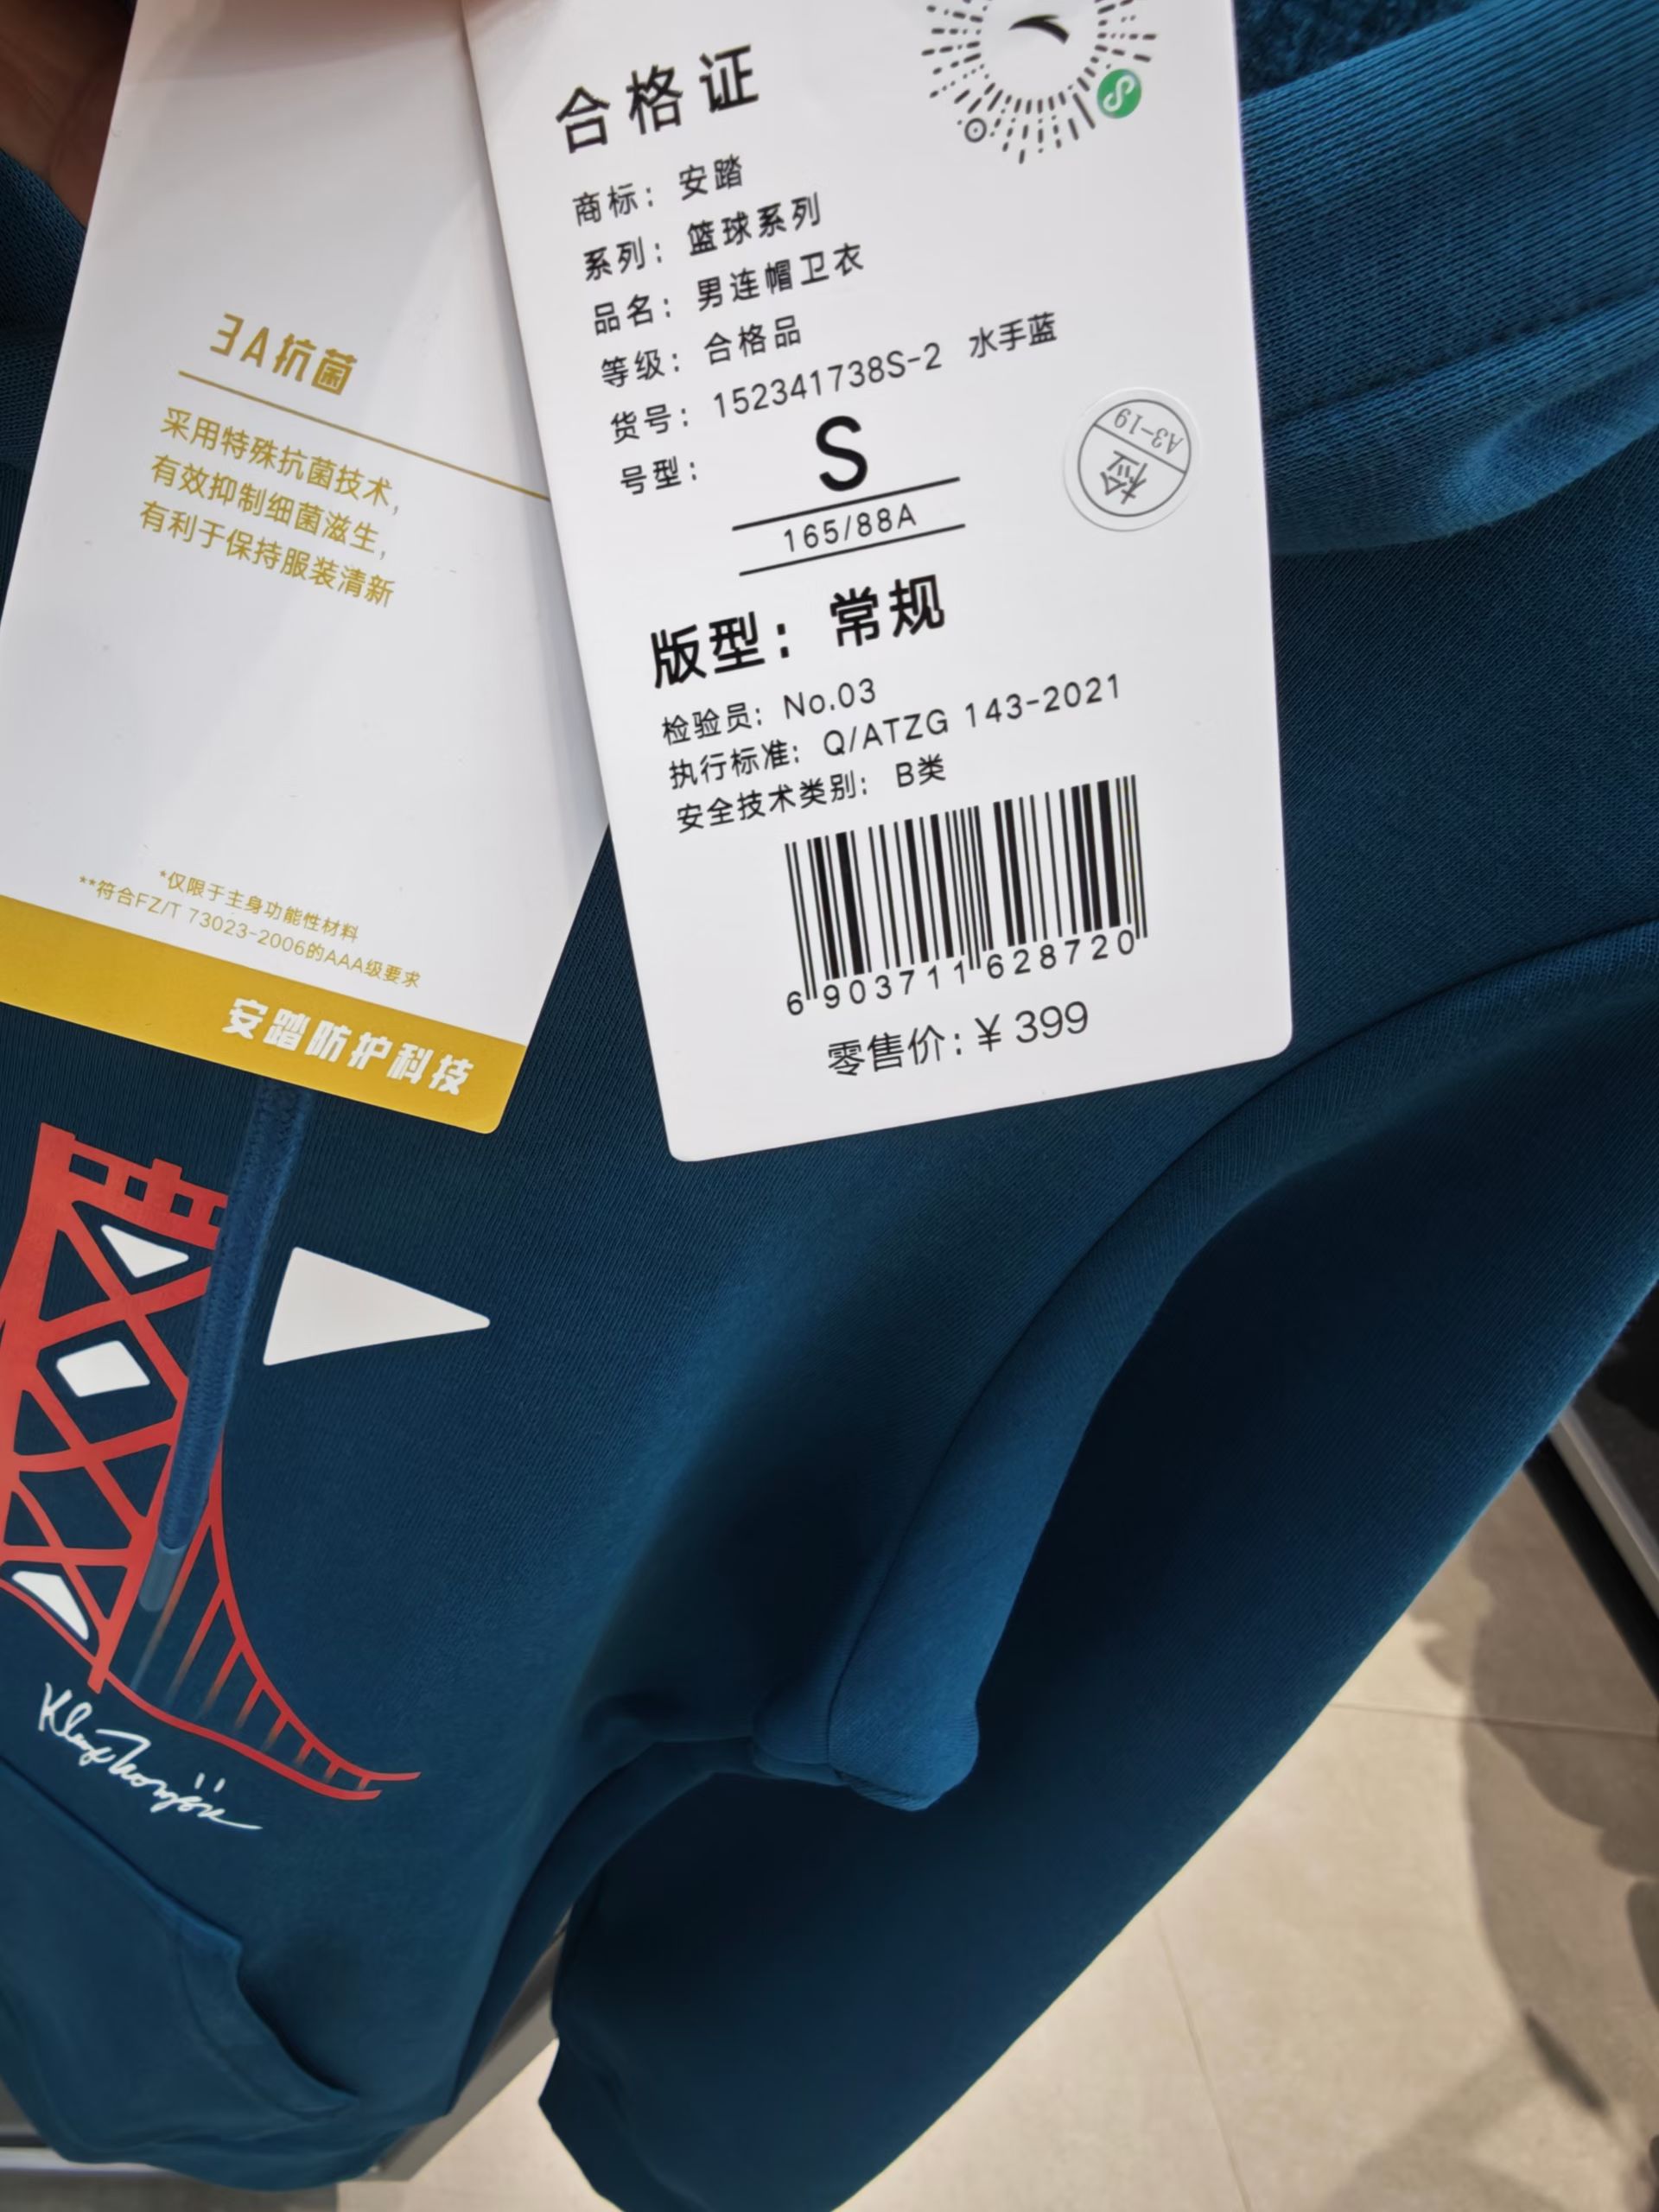 3A抗菌
采用特殊抗菌技术,
有效抑制细菌滋生,
有利于保持服装清新
*仅限于主身功能性材料
**符合FZ/T 73023-2006的AAA级要求
安踏防护科技
合格证
商标: 安踏
系列: 篮球系列
品名: 男连帽卫衣
等级: 合格品
货号: 152341738S-2 水手蓝
号型: S
165/88A
检
A3-19
版型: 常规
检验员: No.03
执行标准: Q/ATZG 143-2021
安全技术类别: B类
6 903711 628720
零售价: ¥ 399